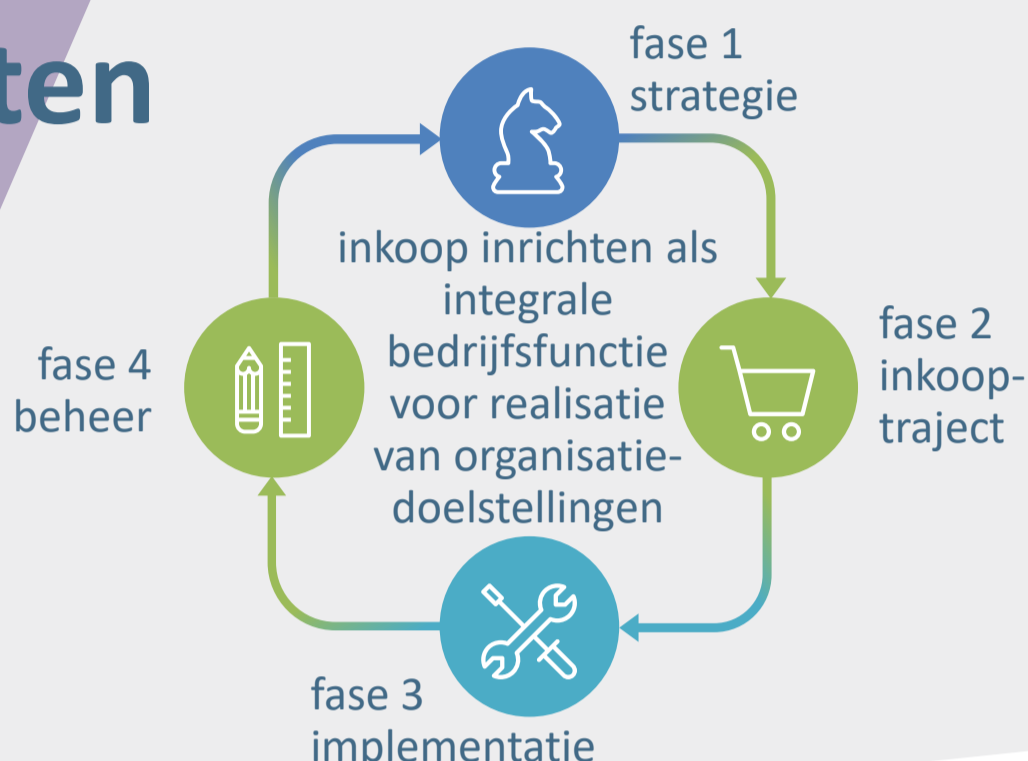 ten
fase 1
strategie
inkoop inrichten als
integrale
bedrijfsfunctie
voor realisatie
van organisatie-
doelstellingen
fase 2
inkoop-
traject
fase 4
beheer
fase 3
implementatie